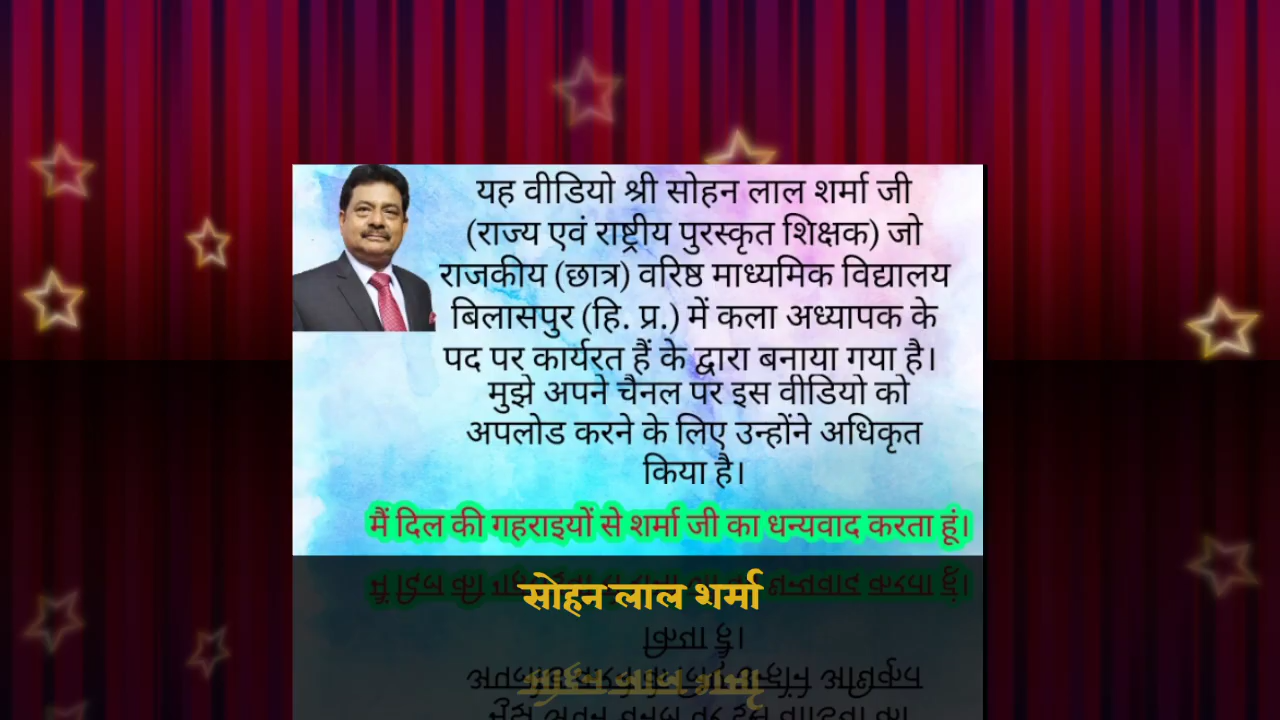 यह वीडियो श्री सोहन लाल शर्मा जी
(राज्य एवं राष्ट्रीय पुरस्कृत शिक्षक) जो
राजकीय (छात्र) वरिष्ठ माध्यमिक विद्यालय
बिलासपुर (हि. प्र.) में कला अध्यापक के
पद पर कार्यरत हैं के द्वारा बनाया गया है।
मुझे अपने चैनल पर इस वीडियो को
अपलोड करने के लिए उन्होंने अधिकृत
किया है।
मैं दिल की गहराइयों से शर्मा जी का धन्यवाद करता हूं।
सोहन लाल शर्मा